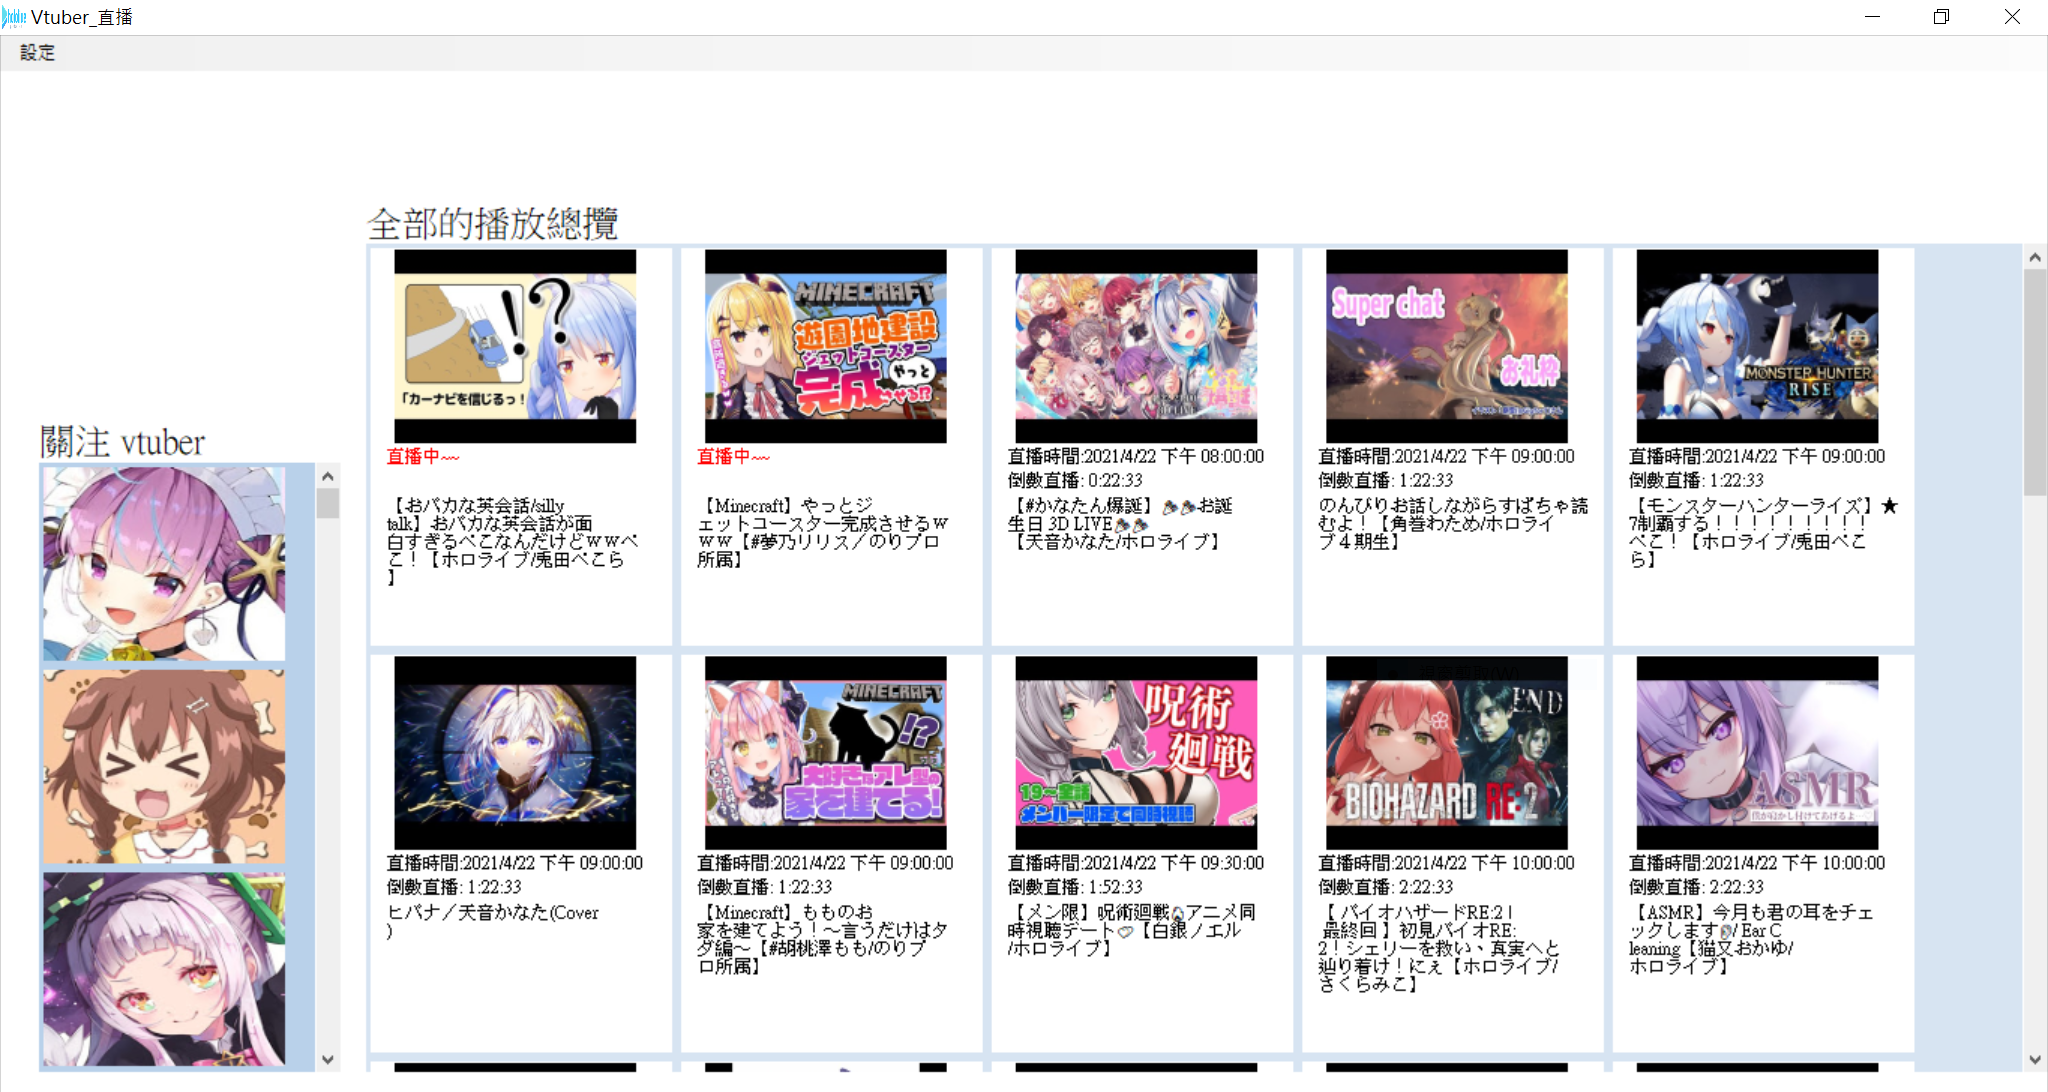 Vtuber_直播
設定
全部的播放總攬
關注 vtuber
!?
「カーナビを信じるっ！
直播中~~
【おバカな英会話/silly
talk】おバカな英会話が面
白すぎるぺこなんだけどｗｗぺ
こ！【ホロライブ/兎田ぺこら
】
MINECRAFT
遊園地建設
ジェットコースター
完成
やっと
させる!?
直播中~~
【Minecraft】やっとジ
ェットコースター完成させるｗ
ｗｗ【#夢乃リリス／のりプロ
所属】
直播時間:2021/4/22 下午 08:00:00
倒數直播: 0:22:33
【#かなたん爆誕】🎉🎉お誕
生日 3D LIVE🎉🎉
【天音かなた/ホロライブ】
Super chat
お礼枠
直播時間:2021/4/22 下午 09:00:00
倒數直播: 1:22:33
のんびりお話しながらすぱちゃ読
むよ！【角巻わため/ホロライ
ブ４期生】
MONSTER HUNTER
RISE
直播時間:2021/4/22 下午 09:00:00
倒數直播: 1:22:33
【モンスターハンターライズ】★
7制覇する！！！！！！！！！
ぺこ！【ホロライブ/兎田ぺこ
ら】
直播時間:2021/4/22 下午 09:00:00
倒數直播: 1:22:33
ヒバナ／天音かなた(Cover
)
MINECRAFT
!?
大好きなアレ型の
家を建てる!
直播時間:2021/4/22 下午 09:00:00
倒數直播: 1:22:33
【Minecraft】もものお
家を建てよう！～言うだけはタ
ダ編～【#胡桃澤もも/のりプ
ロ所属】
呪術
廻戦
19～全話
メンバー限定で同時視聴
直播時間:2021/4/22 下午 09:30:00
倒數直播: 1:52:33
【メン限】呪術廻戦アニメ同
時視聴デート【白銀ノエル
/ホロライブ】
END
BIOHAZARD RE:2
直播時間:2021/4/22 下午 10:00:00
倒數直播: 2:22:33
【 バイオハザードRE:2 |
最終回 】初見バイオRE:
2！シェリーを救い、真実へと
辿り着け！にぇ【ホロライブ/
さくらみこ】
ASMR
僕が寝かし付けてあげるよ…♡
直播時間:2021/4/22 下午 10:00:00
倒數直播: 2:22:33
【ASMR】今月も君の耳をチェ
ックします👂/ Ear C
leaning【猫又おかゆ/
ホロライブ】